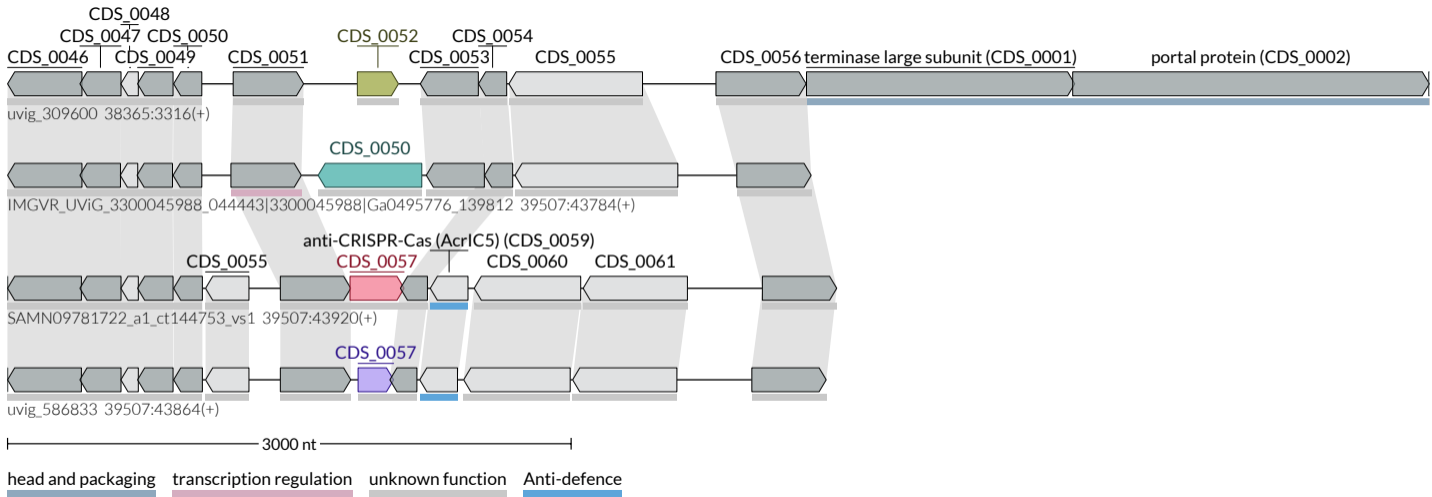 CDS_0048
CDS_0047 CDS_0050 CDS_0052 CDS_0054
CDS_0046 CDS_0049 CDS_0051 CDS_0053 CDS_0055 CDS_0056 terminase large subunit (CDS_0001) portal protein (CDS_0002)
uvig_309600 38365:3316(+)
CDS_0050
IMGVR_UViG_3300045988_044443|3300045988|Ga0495776_139812 39507:43784(+)
anti-CRISPR-Cas (AcrIC5) (CDS_0059)
CDS_0055 CDS_0057 CDS_0060 CDS_0061
SAMN09781722_a1_ct144753_vs1 39507:43920(+)
CDS_0057
uvig_586833 39507:43864(+)
3000 nt
head and packaging transcription regulation unknown function Anti-defence